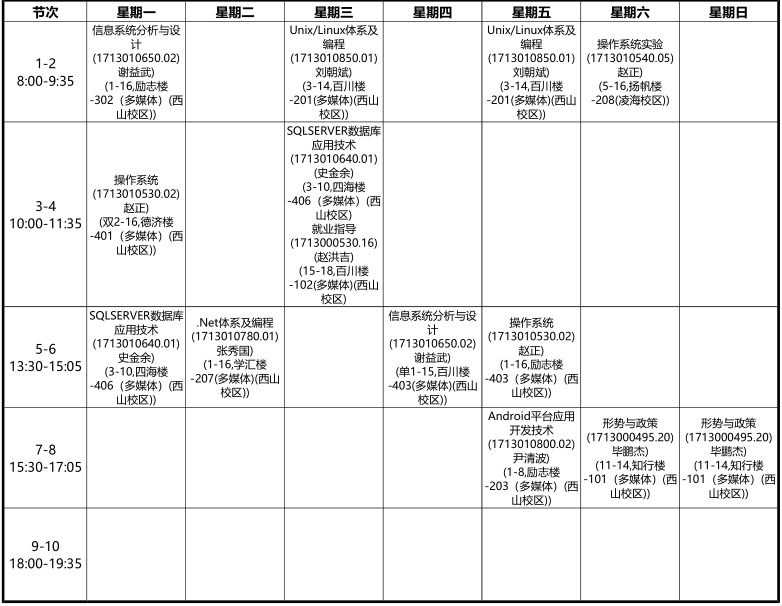 节次 星期一 星期二 星期三 星期四 星期五 星期六 星期日
1-2
8:00-9:35
信息系统分析与设
计
(1713010650.02)
谢益武)
(1-16,励志楼
-302（多媒体）(西
山校区))
Unix/Linux体系及
编程
(1713010850.01)
刘朝斌)
(3-14,百川楼
-201(多媒体)(西山
校区))
Unix/Linux体系及
编程
(1713010850.01)
刘朝斌)
(3-14,百川楼
-201(多媒体)(西山
校区))
操作系统实验
(1713010540.05)
赵正)
(5-16,扬帆楼
-208(凌海校区))
3-4
10:00-11:35
操作系统
(1713010530.02)
赵正)
(双2-16,德济楼
-401（多媒体）(西
山校区))
SQLSERVER数据库
应用技术
(1713010640.01)
(史金余)
(3-10,四海楼
-406（多媒体）(西
山校区)
就业指导
(1713000530.16)
(赵洪吉)
(15-18,百川楼
-102(多媒体)(西山
校区)
5-6
13:30-15:05
SQLSERVER数据库
应用技术
(1713010640.01)
史金余)
(3-10,四海楼
-406（多媒体）(西
山校区))
.Net体系及编程
(1713010780.01)
张秀国)
(1-16,学汇楼
-207(多媒体)(西山
校区))
信息系统分析与设
计
(1713010650.02)
谢益武)
(单1-15,百川楼
-403(多媒体)(西山
校区))
操作系统
(1713010530.02)
赵正)
(1-16,励志楼
-403（多媒体）(西
山校区))
7-8
15:30-17:05
Android平台应用
开发技术
(1713010800.02)
尹清波)
(1-8,励志楼
-203（多媒体）(西
山校区))
形势与政策
(1713000495.20)
毕鹏杰)
(11-14,知行楼
-101（多媒体）(西
山校区))
形势与政策
(1713000495.20)
毕鹏杰)
(11-14,知行楼
-101（多媒体）(西
山校区))
9-10
18:00-19:35